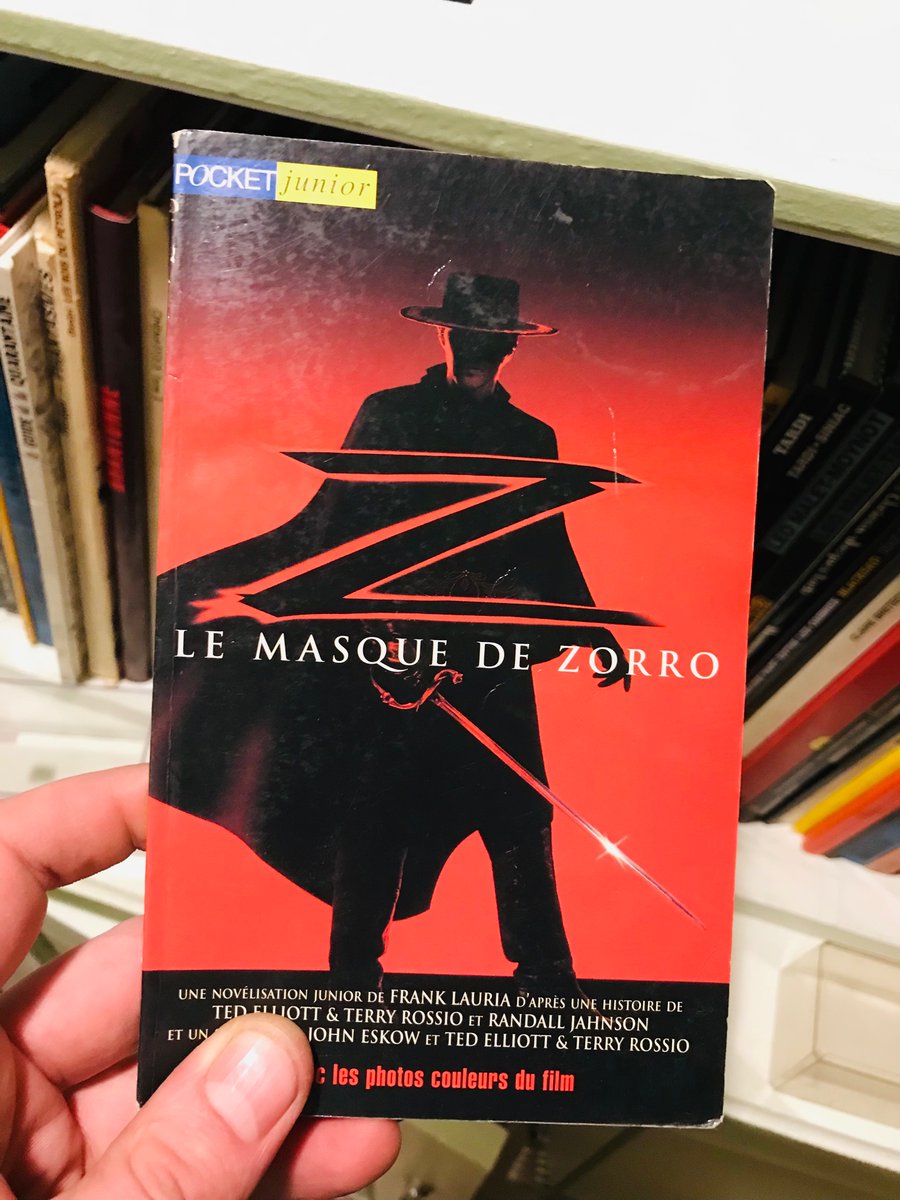 POCKET junior
Z
LE MASQUE DE ZORRO
UNE NOVÉLISATION JUNIOR DE FRANK LAURIA D'APRÈS UNE HISTOIRE DE
TED ELLIOTT & TERRY ROSSIO ET RANDALL JAHNSON
ET UN JOHN ESKOW ET TED ELLIOTT & TERRY ROSSIO
les photos couleurs du film
TARDI